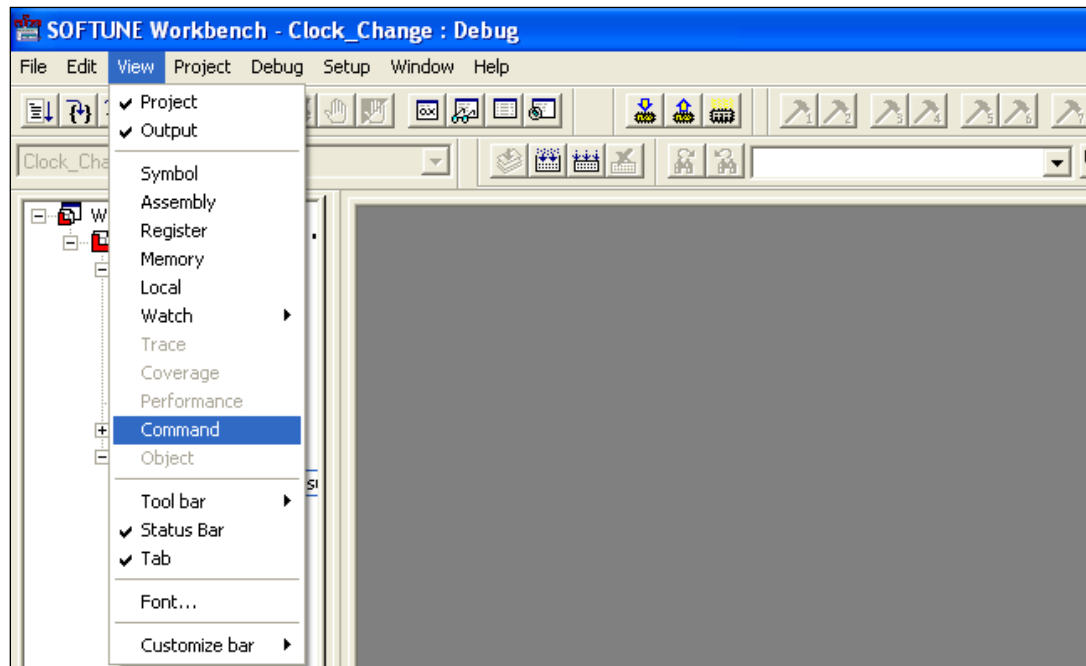 SOFTUNE Workbench - Clock_Change : Debug
File Edit View Project Debug Setup Window Help
Project
Output
Clock_Cha
Symbol
Assembly
W
Register
Memory
Local
Watch
Trace
Coverage
Performance
Command
Object
Tool bar
Status Bar
Tab
Font...
Customize bar